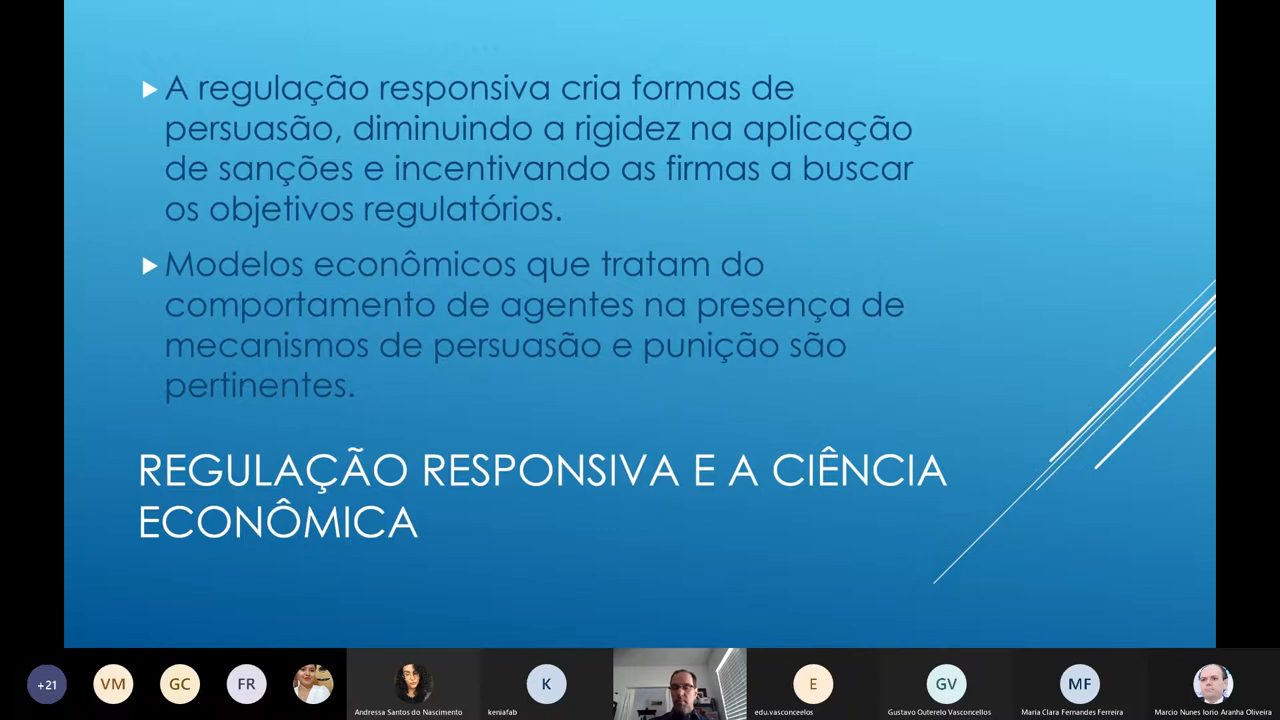 A regulação responsiva cria formas de
persuasão, diminuindo a rigidez na aplicação
de sanções e incentivando as firmas a buscar
os objetivos regulatórios.
Modelos econômicos que tratam do
comportamento de agentes na presença de
mecanismos de persuasão e punição são
pertinentes.
REGULAÇÃO RESPONSIVA E A CIÊNCIA
ECONÔMICA
+21
VM
GC
FR
K
E
GV
MF
Andressa Santos do Nascimento
keniafab
edu.vasconceelos
Gustavo Outerelo Vasconcellos
Maria Clara Fernandes Ferreira
Marcio Nunes Iorio Aranha Oliveira